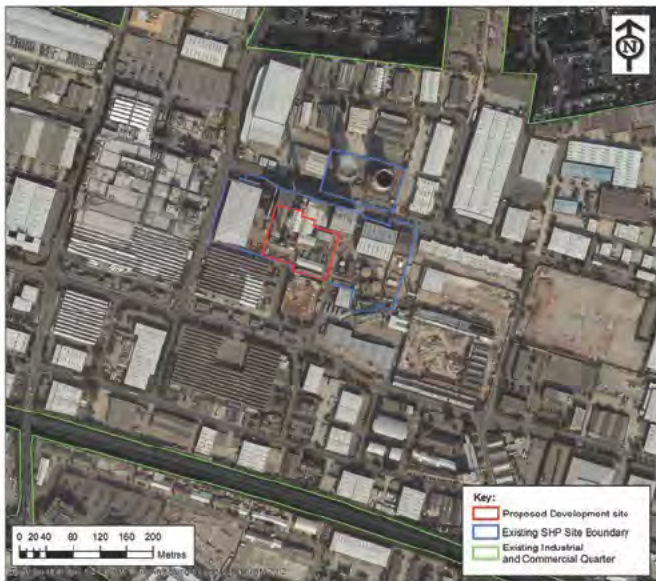 N
Key:
Proposed Development site
Existing SHP Site Boundary
Existing Industrial
and Commercial Quarter
0 20 40 80 120 160 200
Metres